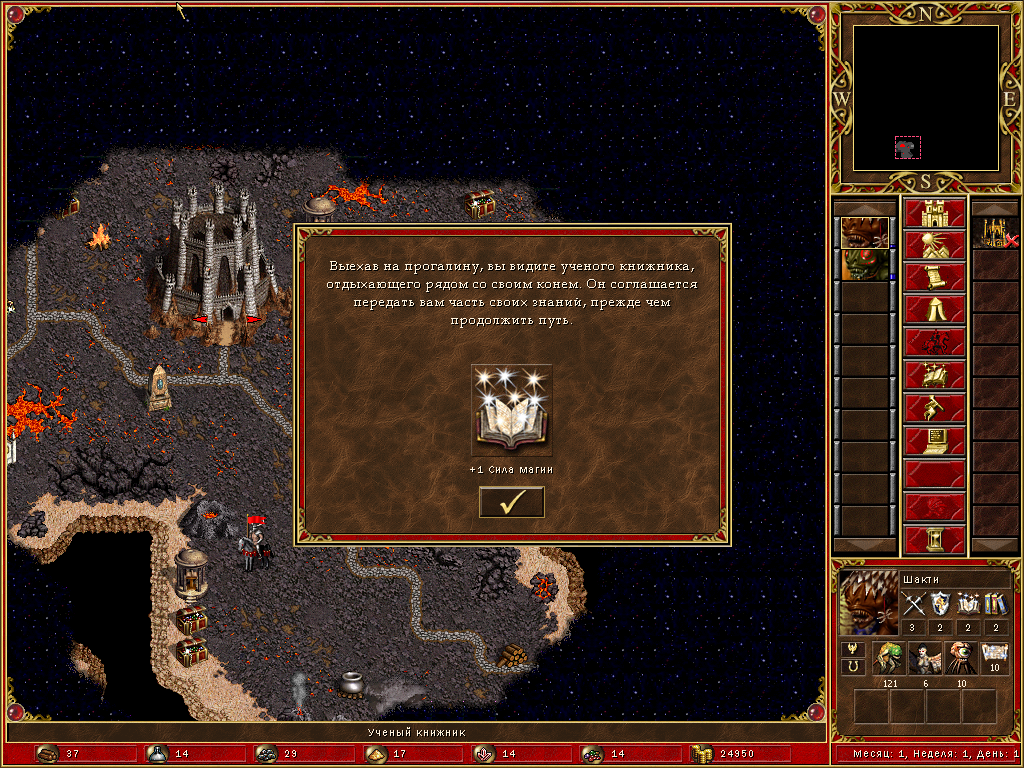 N
W
E
S
Выехав на прогалину, вы видите ученого книжника,
отдыхающего рядом со своим конем. Он соглашается
передать вам часть своих знаний, прежде чем
продолжить путь.
+1 Сила магии
Шакти
3 2 2 2
10
121 6 10
Ученый книжник
37 14 29 17 14 14 24950
Месяц: 1, Неделя: 1, День: 1